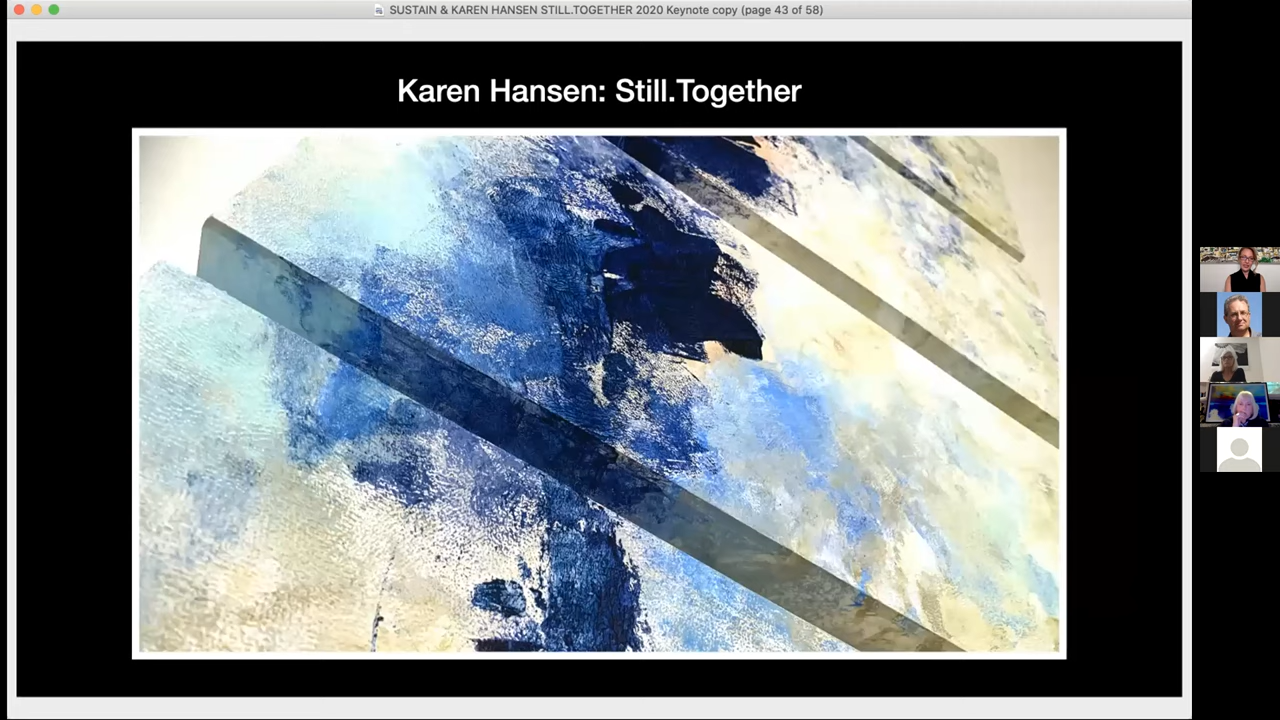 SUSTAIN & KAREN HANSEN STILL.TOGETHER 2020 Keynote copy (page 43 of 58)
Karen Hansen: Still.Together